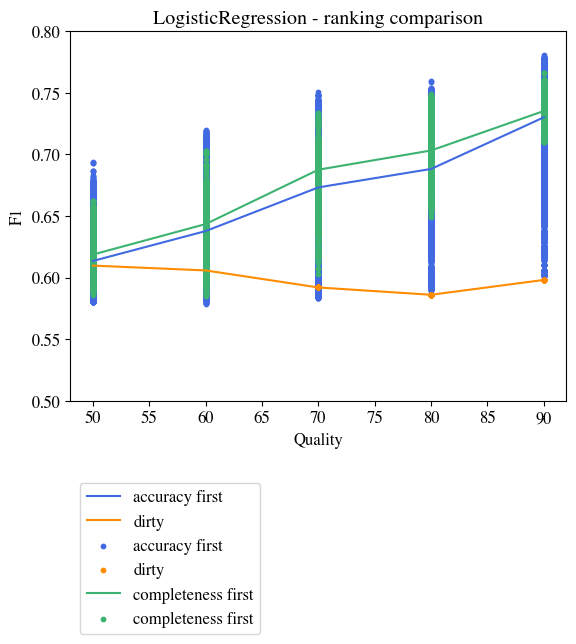 LogisticRegression - ranking comparison
0.80
0.75
0.70
0.65
0.60
0.55
0.50
F1
50 55 60 65 70 75 80 85 90
Quality
accuracy first
dirty
accuracy first
dirty
completeness first
completeness first